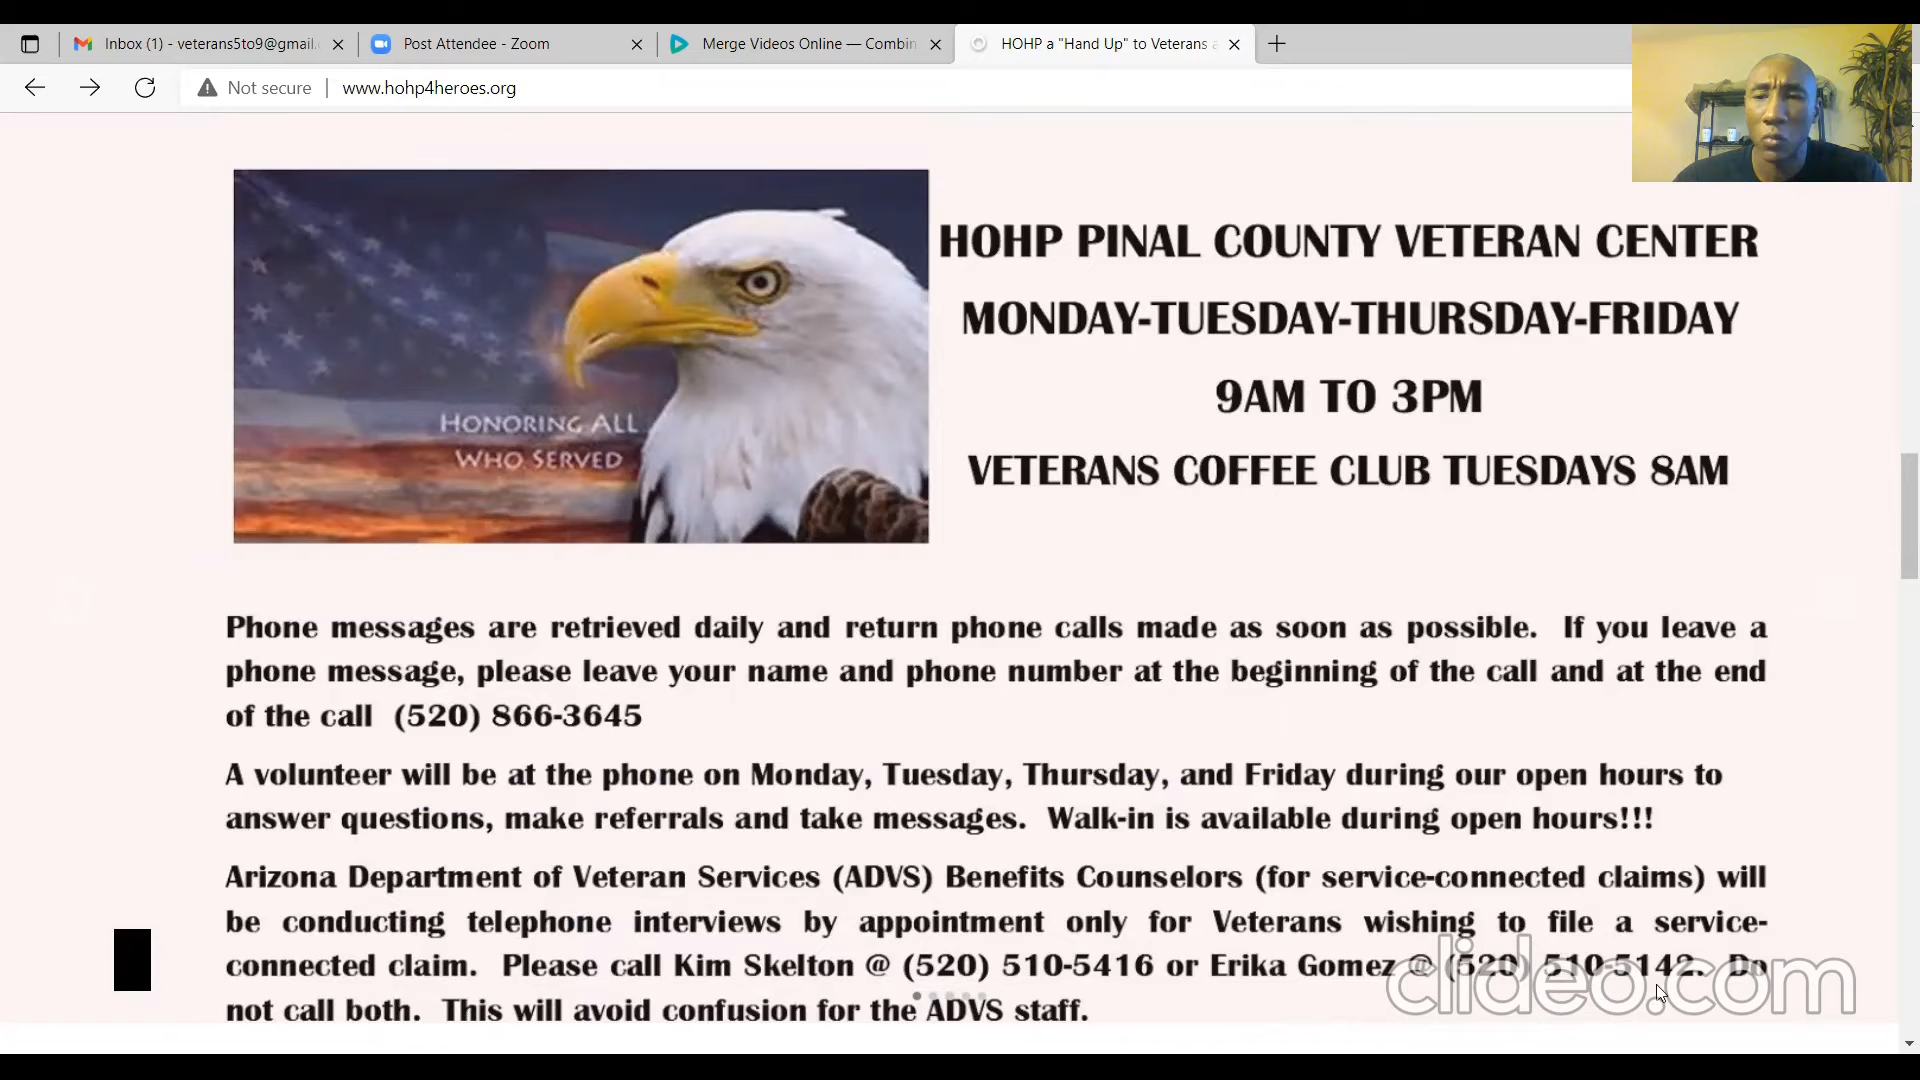 Inbox (1) - veterans5to9@gmail.
Post Attendee - Zoom
Merge Videos Online — Combin
HOHP a "Hand Up" to Veterans a
Not secure
www.hohp4heroes.org
HONORING ALL
WHO SERVED
HOHP PINAL COUNTY VETERAN CENTER
MONDAY-TUESDAY-THURSDAY-FRIDAY
9AM TO 3PM
VETERANS COFFEE CLUB TUESDAYS 8AM
Phone messages are retrieved daily and return phone calls made as soon as possible. If you leave a
phone message, please leave your name and phone number at the beginning of the call and at the end
of the call (520) 866-3645
A volunteer will be at the phone on Monday, Tuesday, Thursday, and Friday during our open hours to
answer questions, make referrals and take messages. Walk-in is available during open hours!!!
Arizona Department of Veteran Services (ADVS) Benefits Counselors (for service-connected claims) will
be conducting telephone interviews by appointment only for Veterans wishing to file a service-
connected claim. Please call Kim Skelton @ (520) 510-5416 or Erika Gomez @ (520) 510-5142. Do
not call both. This will avoid confusion for the ADVS staff.
clideo.com